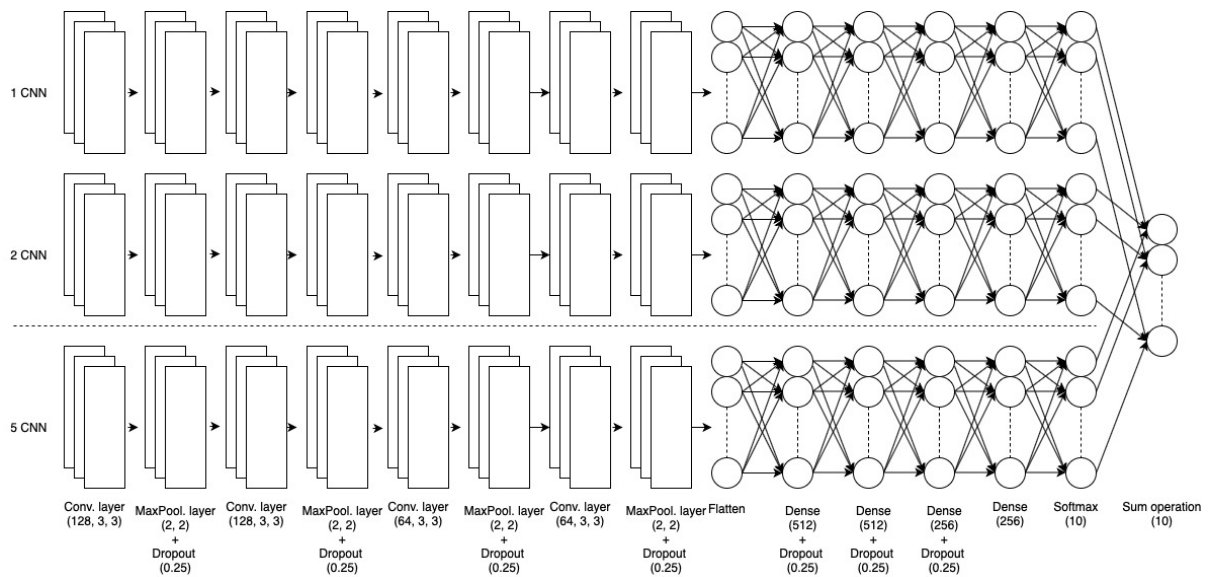 1 CNN
2 CNN
5 CNN
Conv. layer
(128, 3, 3)
MaxPool. layer
(2, 2)
+
Dropout
(0.25)
Conv. layer
(128, 3, 3)
MaxPool. layer
(2, 2)
+
Dropout
(0.25)
Conv. layer
(64, 3, 3)
MaxPool. layer
(2, 2)
+
Dropout
(0.25)
Conv. layer
(64, 3, 3)
MaxPool. layer
(2, 2)
+
Dropout
(0.25)
Flatten
Dense
(512)
+
Dropout
(0.25)
Dense
(512)
+
Dropout
(0.25)
Dense
(256)
+
Dropout
(0.25)
Dense
(256)
Softmax
(10)
Sum operation
(10)